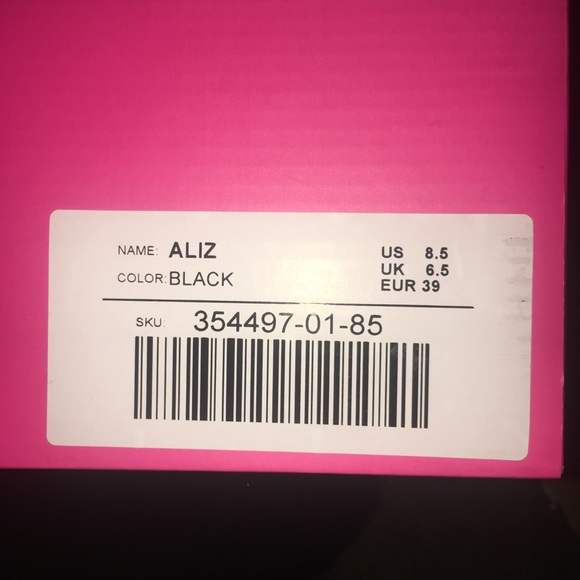 NAME: ALIZ
COLOR: BLACK
US 8.5
UK 6.5
EUR 39
SKU: 354497-01-85